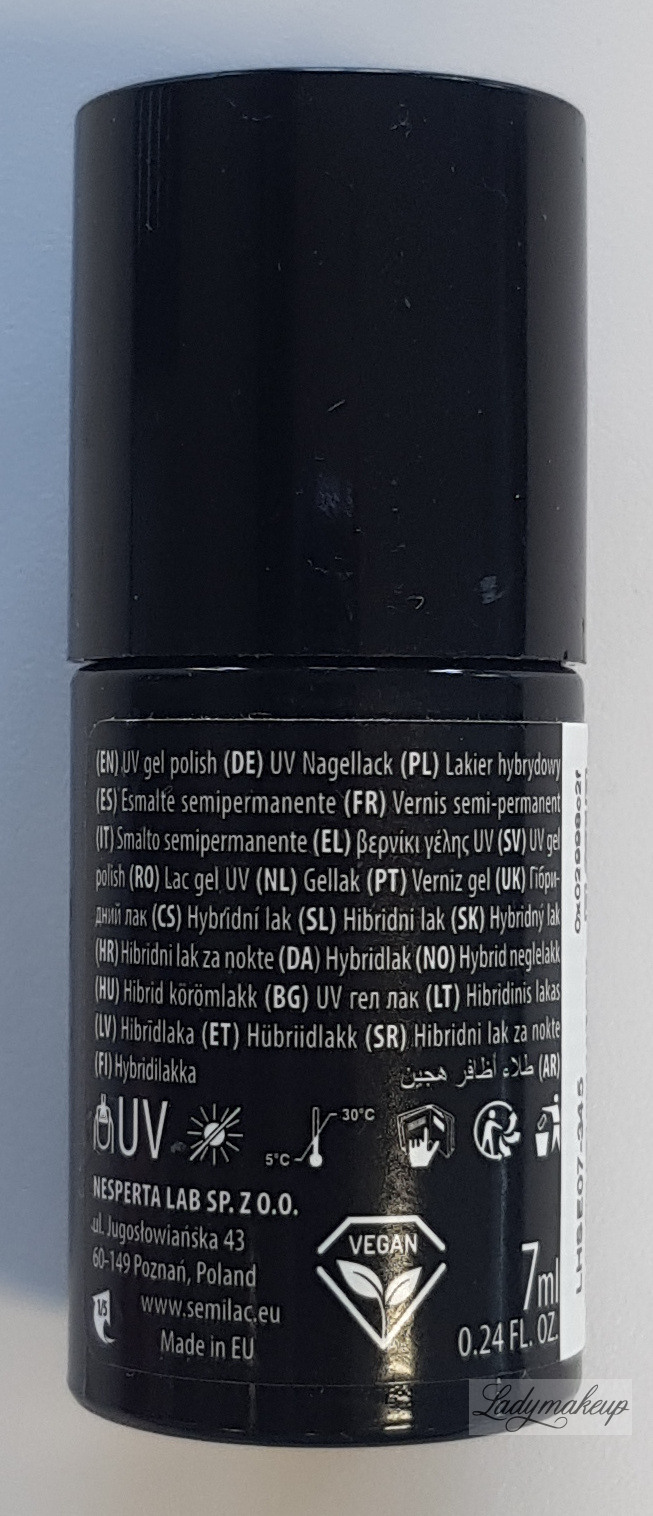 (EN) UV gel polish (DE) UV Nagellack (PL) Lakier hybrydowy
(ES) Esmalte semipermanente (FR) Vernis semi-permanent
(IT) Smalto semipermanente (EL) βερνίκι γέλης UV (SV) UV gel
polish (RO) Lac gel UV (NL) Gellak (PT) Verniz gel (UK) Гібри-
дний лак (CS) Hybridní lak (SL) Hibridni lak (SK) Hybridný lak
(HR) Hibridni lak za nokte (DA) Hybridlak (NO) Hybrid neglelakk
(HU) Hibrid körömlakk (BG) UV гел лак (LT) Hibridinis lakas
(LV) Hibrīdlaka (ET) Hübriidlakk (SR) Hibridni lak za nokte
(FI) Hybridilakka
(AR) طلاء أظافر هجين
UV
5°C
30°C
NESPERTA LAB SP. Z O.O.
ul. Jugosłowiańska 43
60-149 Poznań, Poland
www.semilac.eu
Made in EU
1/5
VEGAN
7ml
0.24 FL. OZ.
Ladymakeup